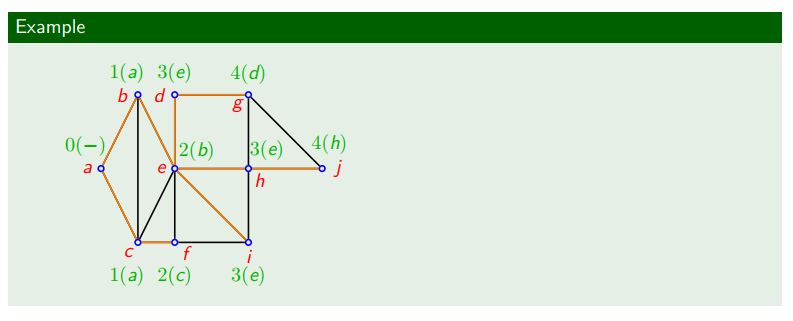 Example
1(a) 3(e) 4(d)
b d g
0(−) 2(b) 3(e) 4(h)
a e h j
c f i
1(a) 2(c) 3(e)